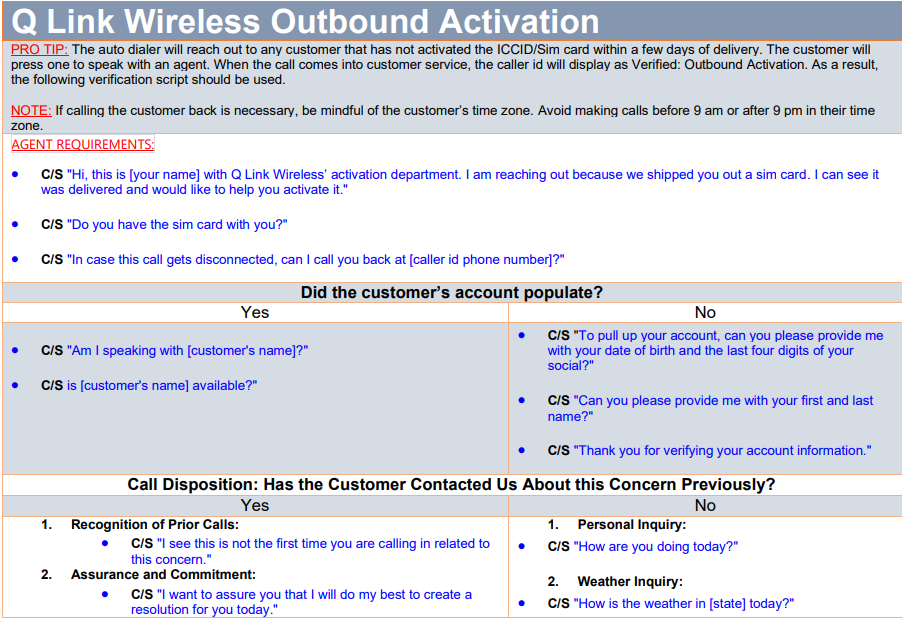 Q Link Wireless Outbound Activation
PRO TIP: The auto dialer will reach out to any customer that has not activated the ICCID/Sim card within a few days of delivery. The customer will
press one to speak with an agent. When the call comes into customer service, the caller id will display as Verified: Outbound Activation. As a result,
the following verification script should be used.
NOTE: If calling the customer back is necessary, be mindful of the customer's time zone. Avoid making calls before 9 am or after 9 pm in their time
zone.
AGENT REQUIREMENTS:
• C/S "Hi, this is [your name] with Q Link Wireless' activation department. I am reaching out because we shipped you out a sim card. I can see it
was delivered and would like to help you activate it."
• C/S "Do you have the sim card with you?"
• C/S "In case this call gets disconnected, can I call you back at [caller id phone number]?"
Did the customer's account populate?
Yes
• C/S "Am I speaking with [customer's name]?"
• C/S is [customer's name] available?"
No
• C/S "To pull up your account, can you please provide me
with your date of birth and the last four digits of your
social?"
• C/S "Can you please provide me with your first and last
name?"
• C/S "Thank you for verifying your account information."
Call Disposition: Has the Customer Contacted Us About this Concern Previously?
Yes
1. Recognition of Prior Calls:
• C/S "I see this is not the first time you are calling in related to
this concern."
2. Assurance and Commitment:
• C/S "I want to assure you that I will do my best to create a
resolution for you today."
No
1. Personal Inquiry:
• C/S "How are you doing today?"
2. Weather Inquiry:
• C/S "How is the weather in [state] today?"